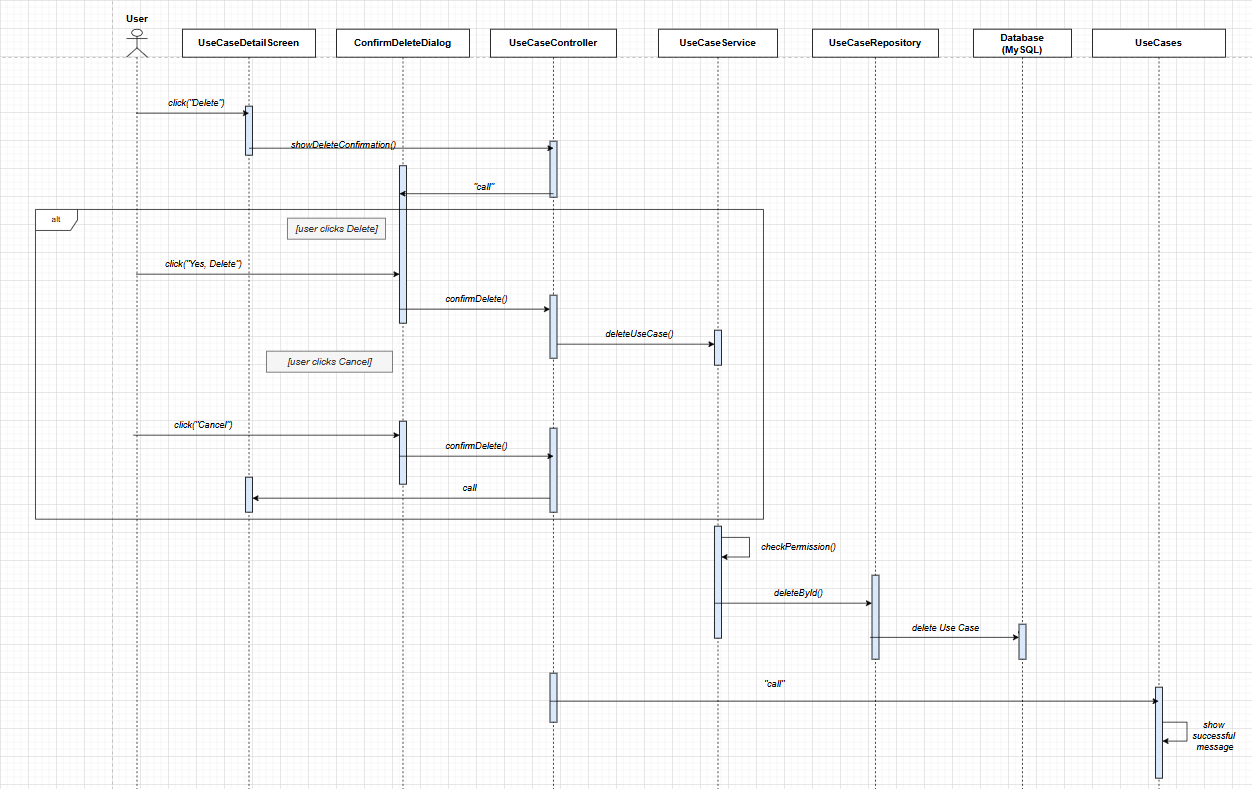 User
UseCaseDetailScreen
ConfirmDeleteDialog
UseCaseController
UseCaseService
UseCaseRepository
Database
(MySQL)
UseCases
click("Delete")
showDeleteConfirmation()
"call"
alt
[user clicks Delete]
click("Yes, Delete")
confirmDelete()
deleteUseCase()
[user clicks Cancel]
click("Cancel")
confirmDelete()
call
checkPermission()
deleteById()
delete Use Case
"call"
show
successful
message